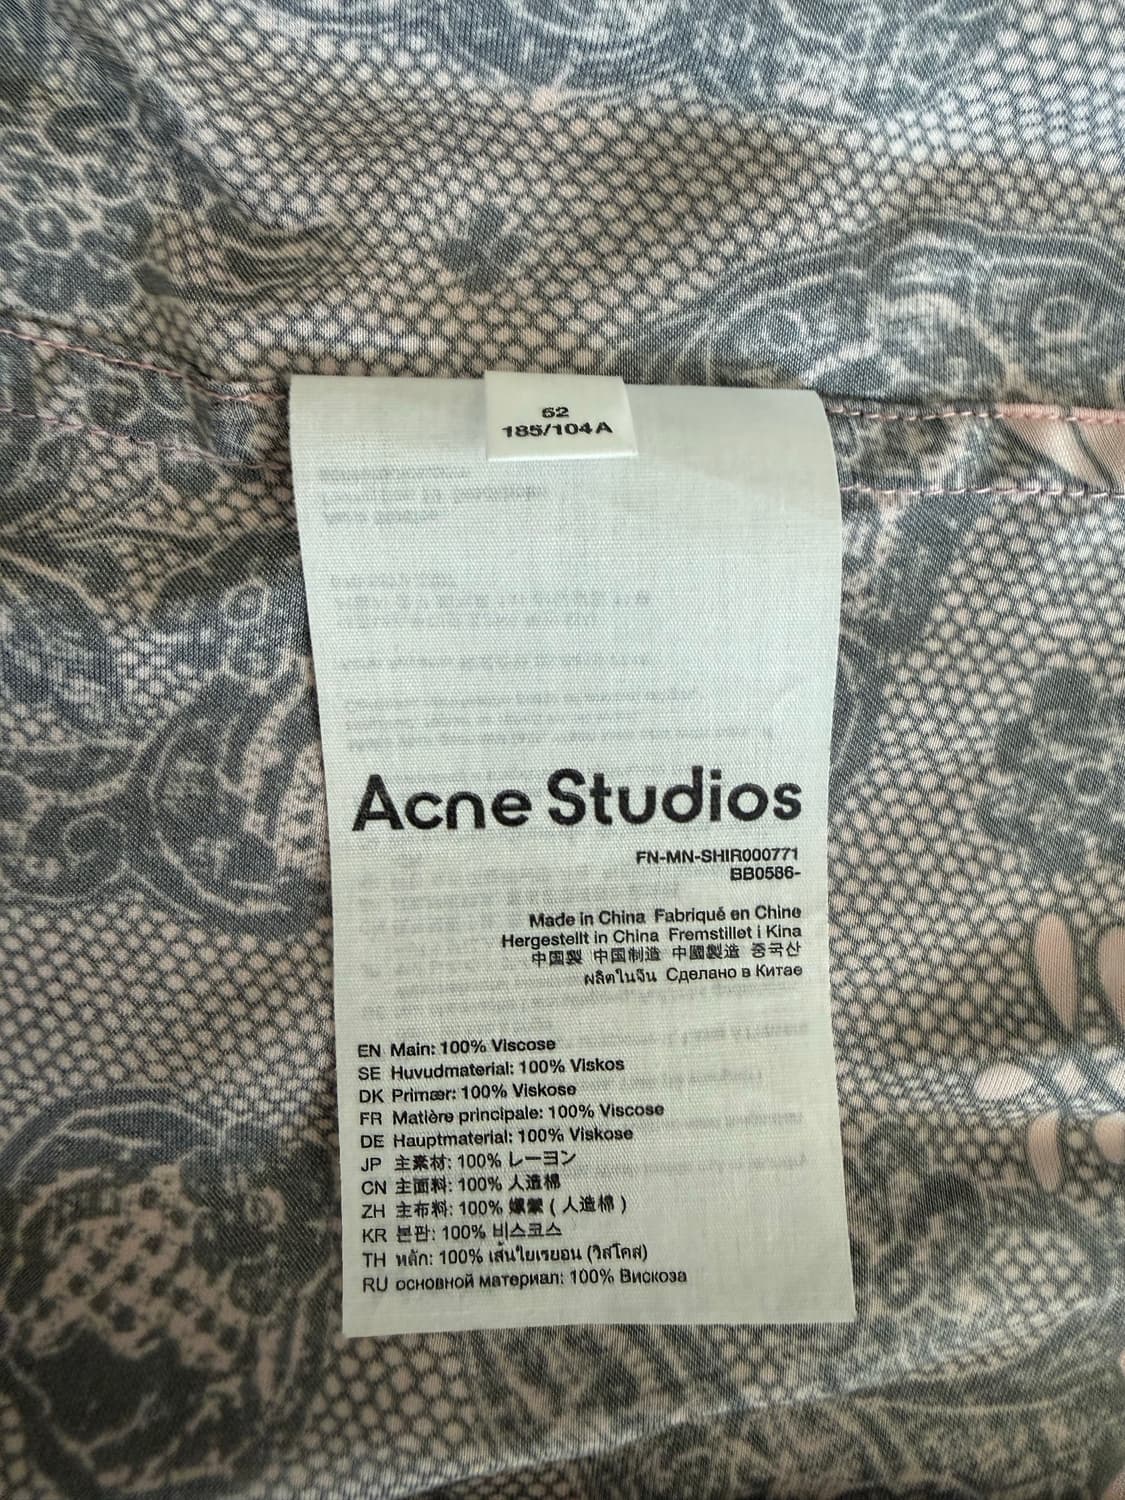 52
185/104A
Acne Studios
FN-MN-SHIR000771
BB0586-
Made in China Fabriqué en Chine
Hergestellt in China Fremstillet i Kina
中国製 中国制造 中國製造 중국산
ผลิตในจีน Сделано в Китае
EN Main: 100% Viscose
SE Huvudmaterial: 100% Viskos
DK Primær: 100% Viskose
FR Matière principale: 100% Viscose
DE Hauptmaterial: 100% Viskose
JP 主素材: 100% レーヨン
CN 主面料: 100% 人造棉
ZH 主布料: 100% 嫘縈 ( 人造棉 )
KR 본판: 100% 비스코스
TH หลัก: 100% เส้นใยเรยอน (วิสโคส)
RU основной материал: 100% Вискоза